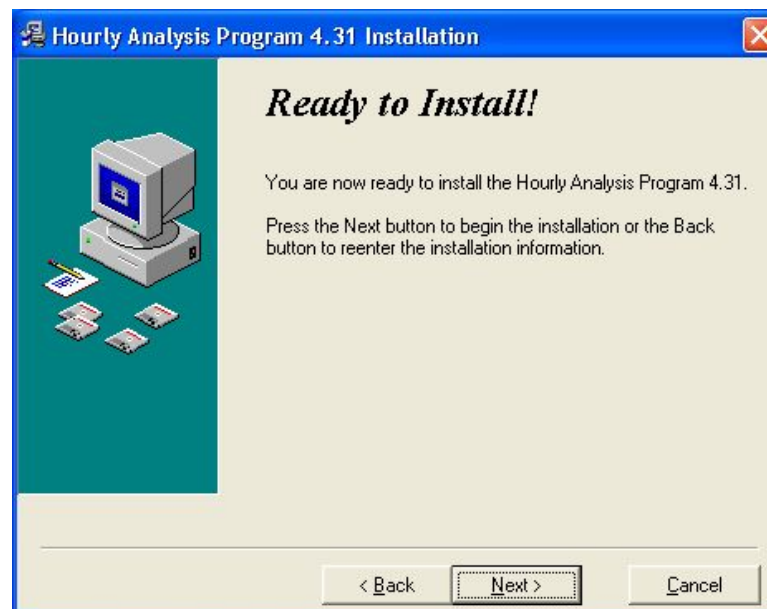 Hourly Analysis Program 4.31 Installation
Ready to Install!
You are now ready to install the Hourly Analysis Program 4.31.
Press the Next button to begin the installation or the Back
button to reenter the installation information.
< Back
Next >
Cancel